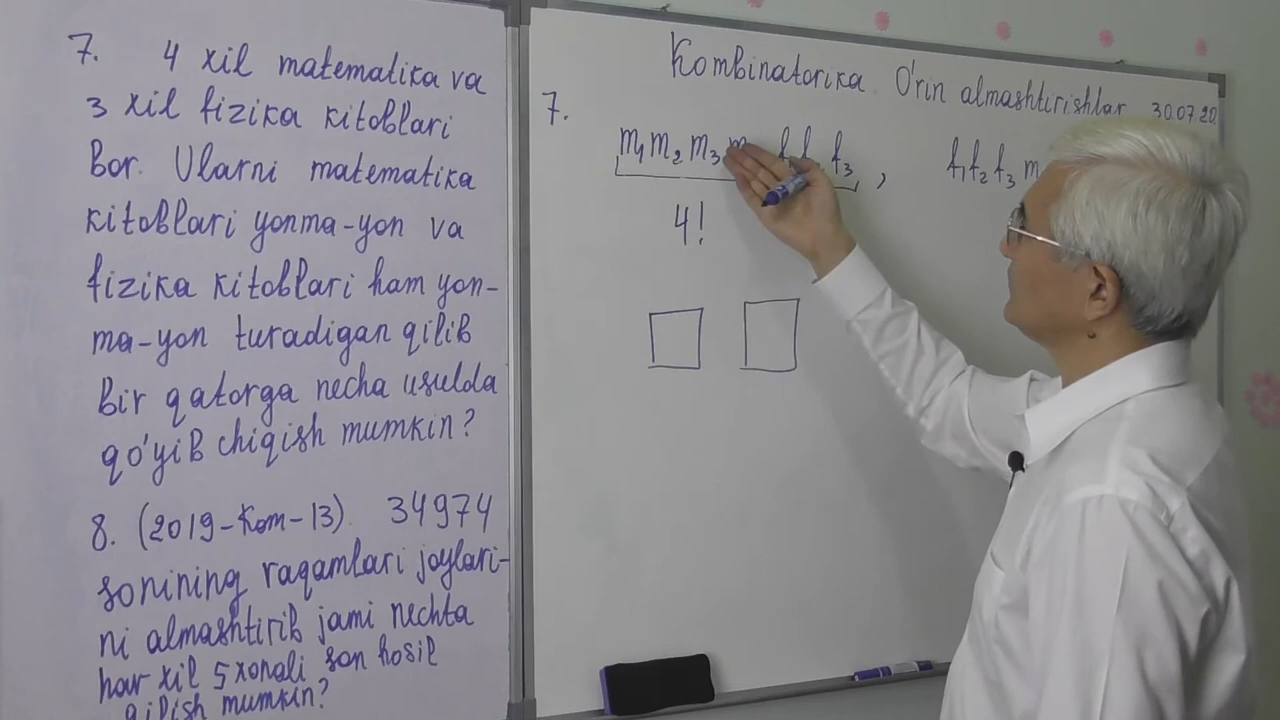 7. 4 xil matematika va
3 xil fizika kitoblari
bor. Ularni matematika
kitoblari yonma-yon va
fizika kitoblari ham yon-
ma-yon turadigan qilib
bir qatorga necha usulda
qo'yib chiqish mumkin?
8. (2019-Kom-13). 34974
sonining raqamlari joylari-
ni almashtirib jami nechta
har xil 5 xonali son hosil
qilish mumkin?
Kombinatorika. O'rin almashtirishlar 30.07.20
7.
m₁ m₂ m₃ m f₁ f₂ f₃ , f₁ f₂ f₃ m
4!